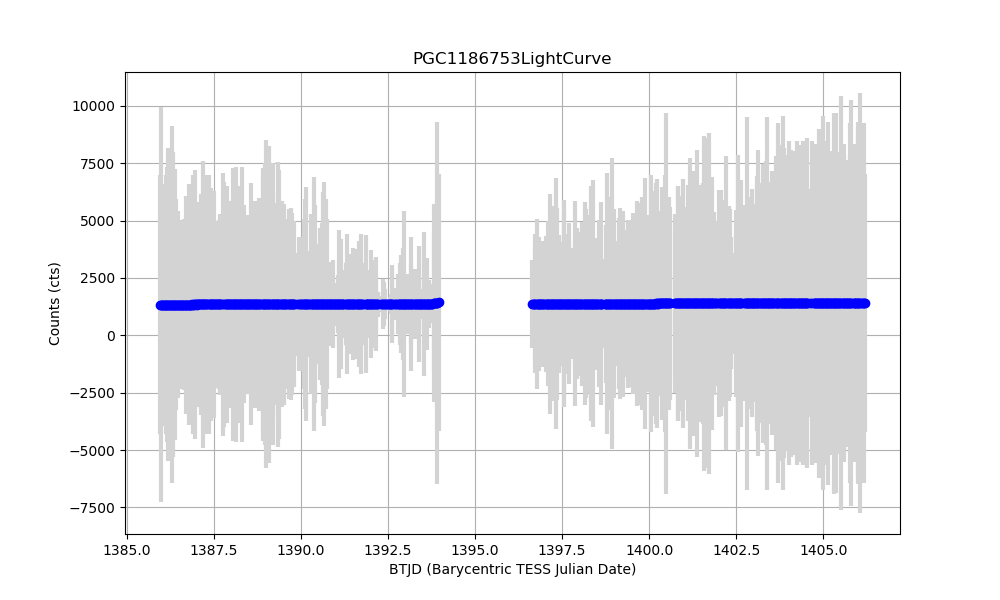 PGC1186753LightCurve
10000
7500
5000
2500
0
−2500
−5000
−7500
Counts (cts)
1385.0 1387.5 1390.0 1392.5 1395.0 1397.5 1400.0 1402.5 1405.0
BTJD (Barycentric TESS Julian Date)